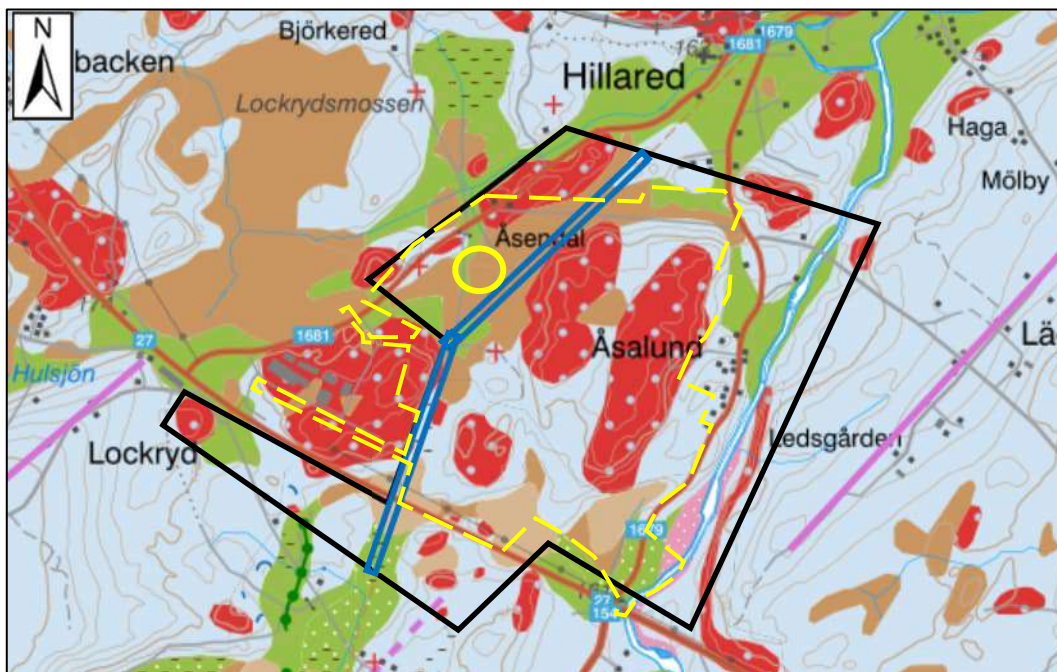 N
backen
Björkered
Lockrydsmossen
Hillared
1679
1681
Haga
Mölby
Åsendal
1681
27
Hulsjön
Åsalund
Lockryd
Ledsgården
1679
27
154